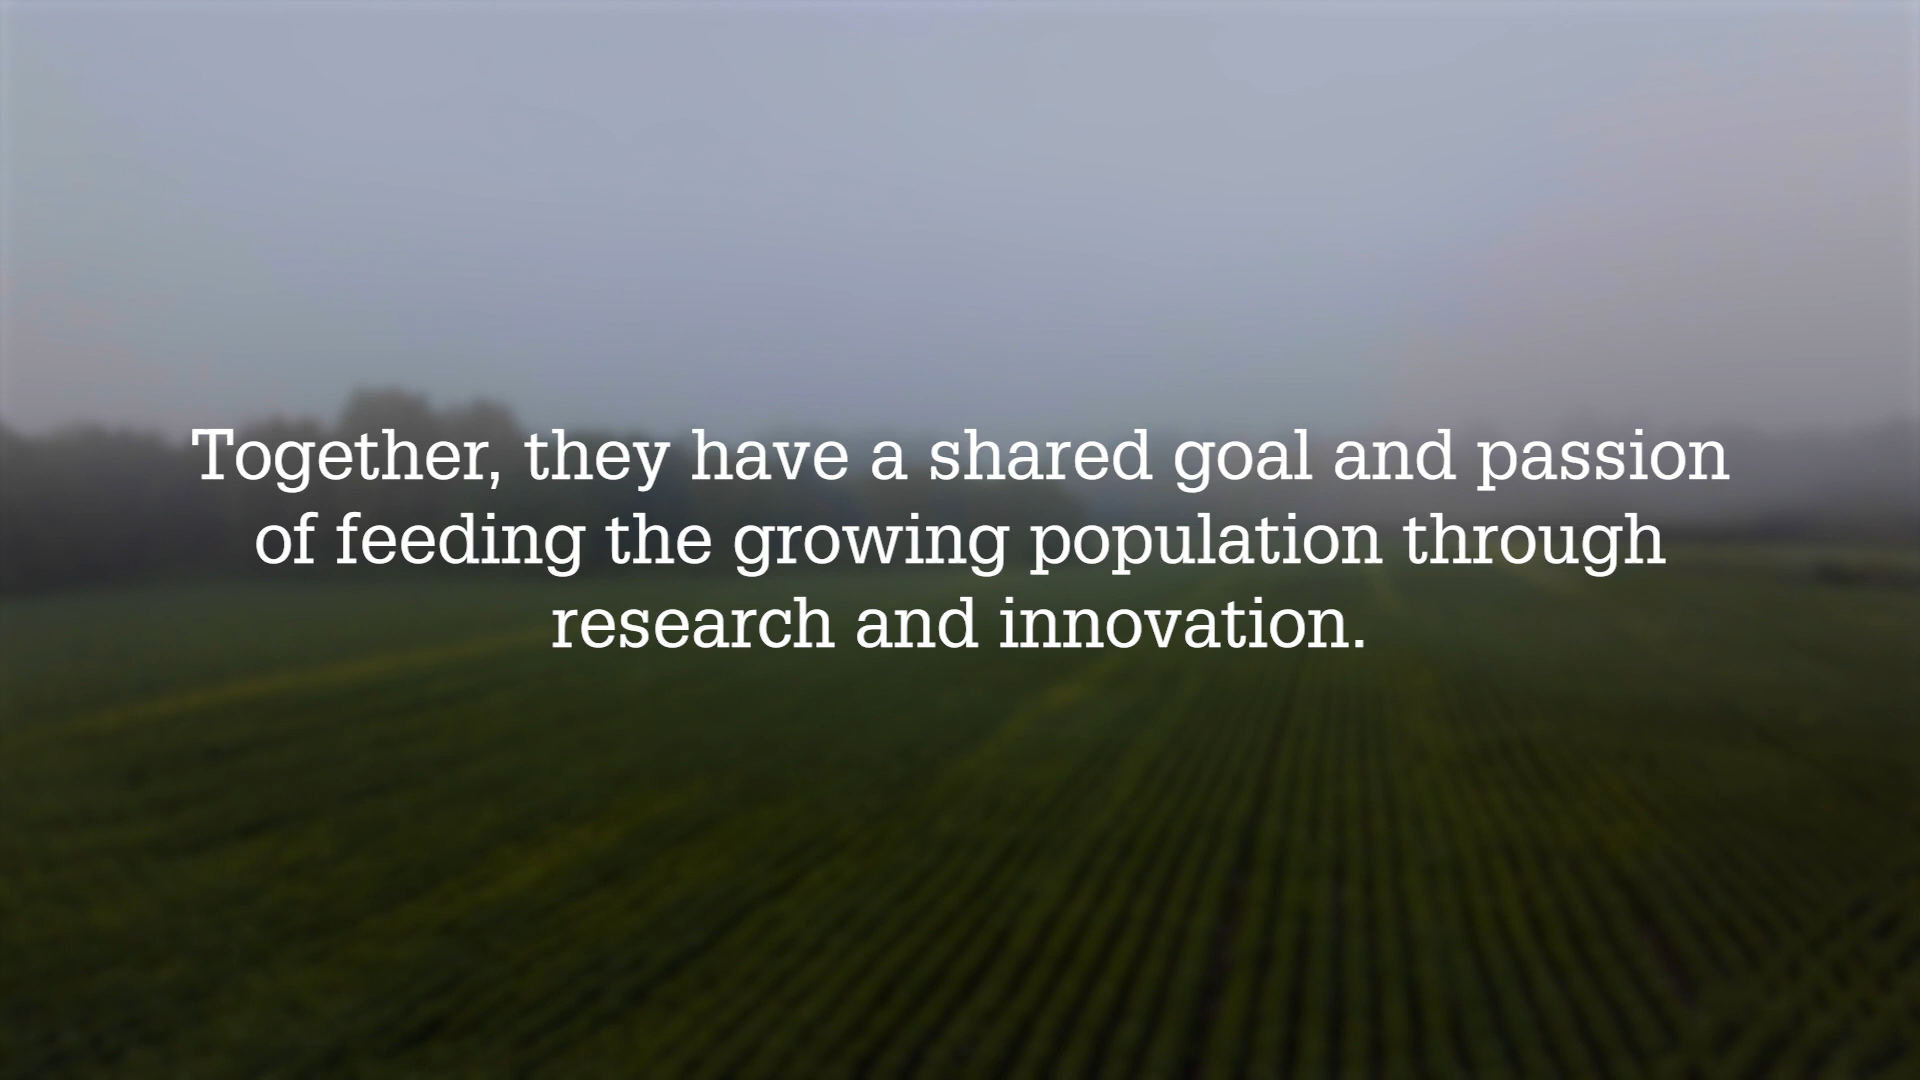 Together, they have a shared goal and passion
of feeding the growing population through
research and innovation.